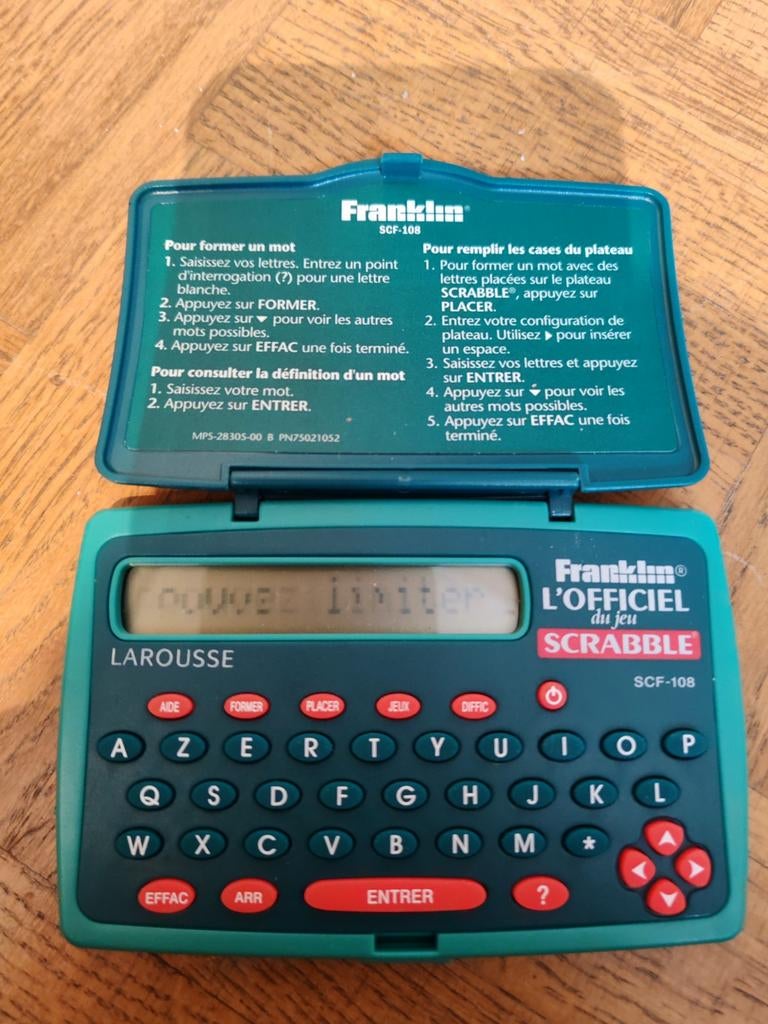 Franklin®
SCF-108
Pour former un mot
1. Saisissez vos lettres. Entrez un point
d'interrogation (?) pour une lettre
blanche.
2. Appuyez sur FORMER.
3. Appuyez sur ▼ pour voir les autres
mots possibles.
4. Appuyez sur EFFAC une fois terminé.
Pour consulter la définition d'un mot
1. Saisissez votre mot.
2. Appuyez sur ENTRER.
MPS-28305-00 B PN75021052
Pour remplir les cases du plateau
1. Pour former un mot avec des
lettres placées sur le plateau
SCRABBLE®, appuyez sur
PLACER.
2. Entrez votre configuration de
plateau. Utilisez ▶ pour insérer
un espace.
3. Saisissez vos lettres et appuyez
sur ENTRER.
4. Appuyez sur ▼ pour voir les
autres mots possibles.
5. Appuyez sur EFFAC une fois
terminé.
limiter
Franklin®
L'OFFICIEL
du jeu
SCRABBLE®
LAROUSSE
SCF-108
AIDE FORMER PLACER JEUX DIFFIC
A Z E R T Y U I O P
Q S D F G H J K L
W X C V B N M *
EFFAC ARR ENTRER ?